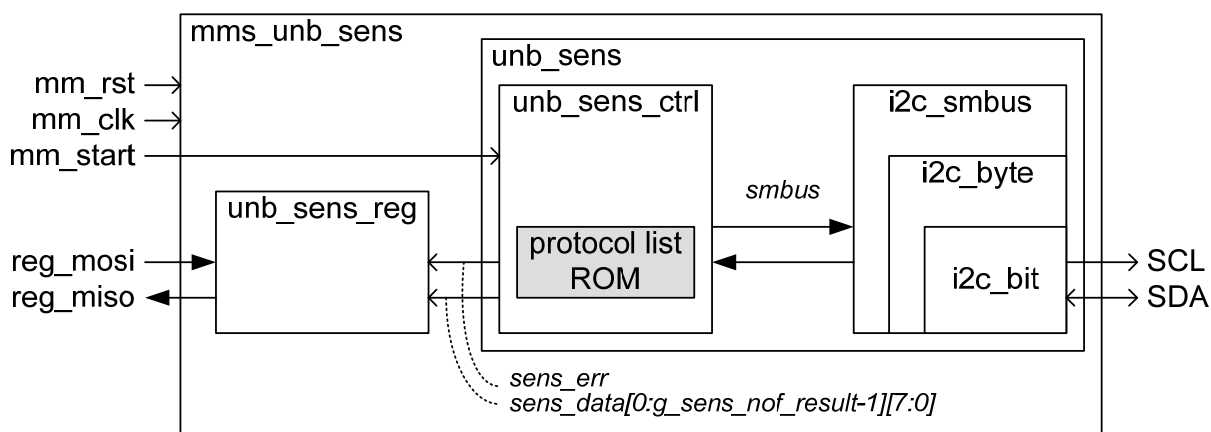 mms_unb_sens
unb_sens
mm_rst
mm_clk
mm_start
unb_sens_ctrl
i2c_smbus
i2c_byte
smbus
unb_sens_reg
protocol list
ROM
i2c_bit
reg_mosi
reg_miso
SCL
SDA
sens_err
sens_data[0:g_sens_nof_result-1][7:0]